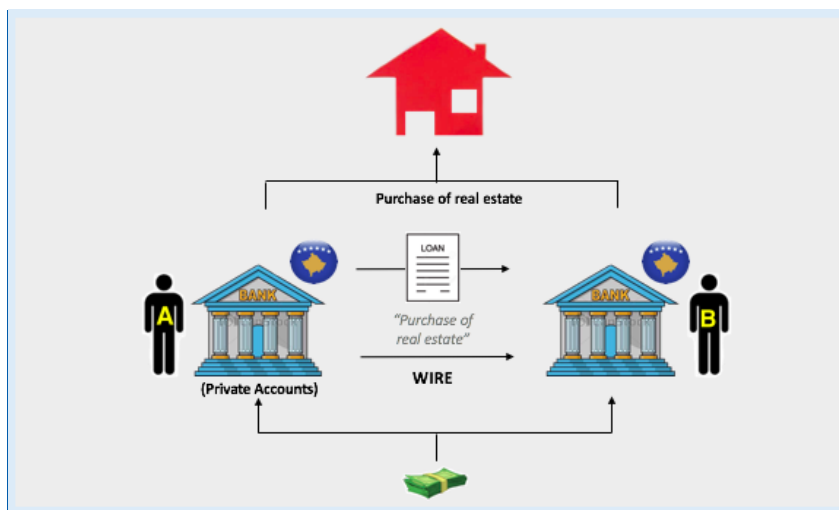 Purchase of real estate
LOAN
BANK
BANK
A
B
"Purchase of
real estate"
WIRE
(Private Accounts)